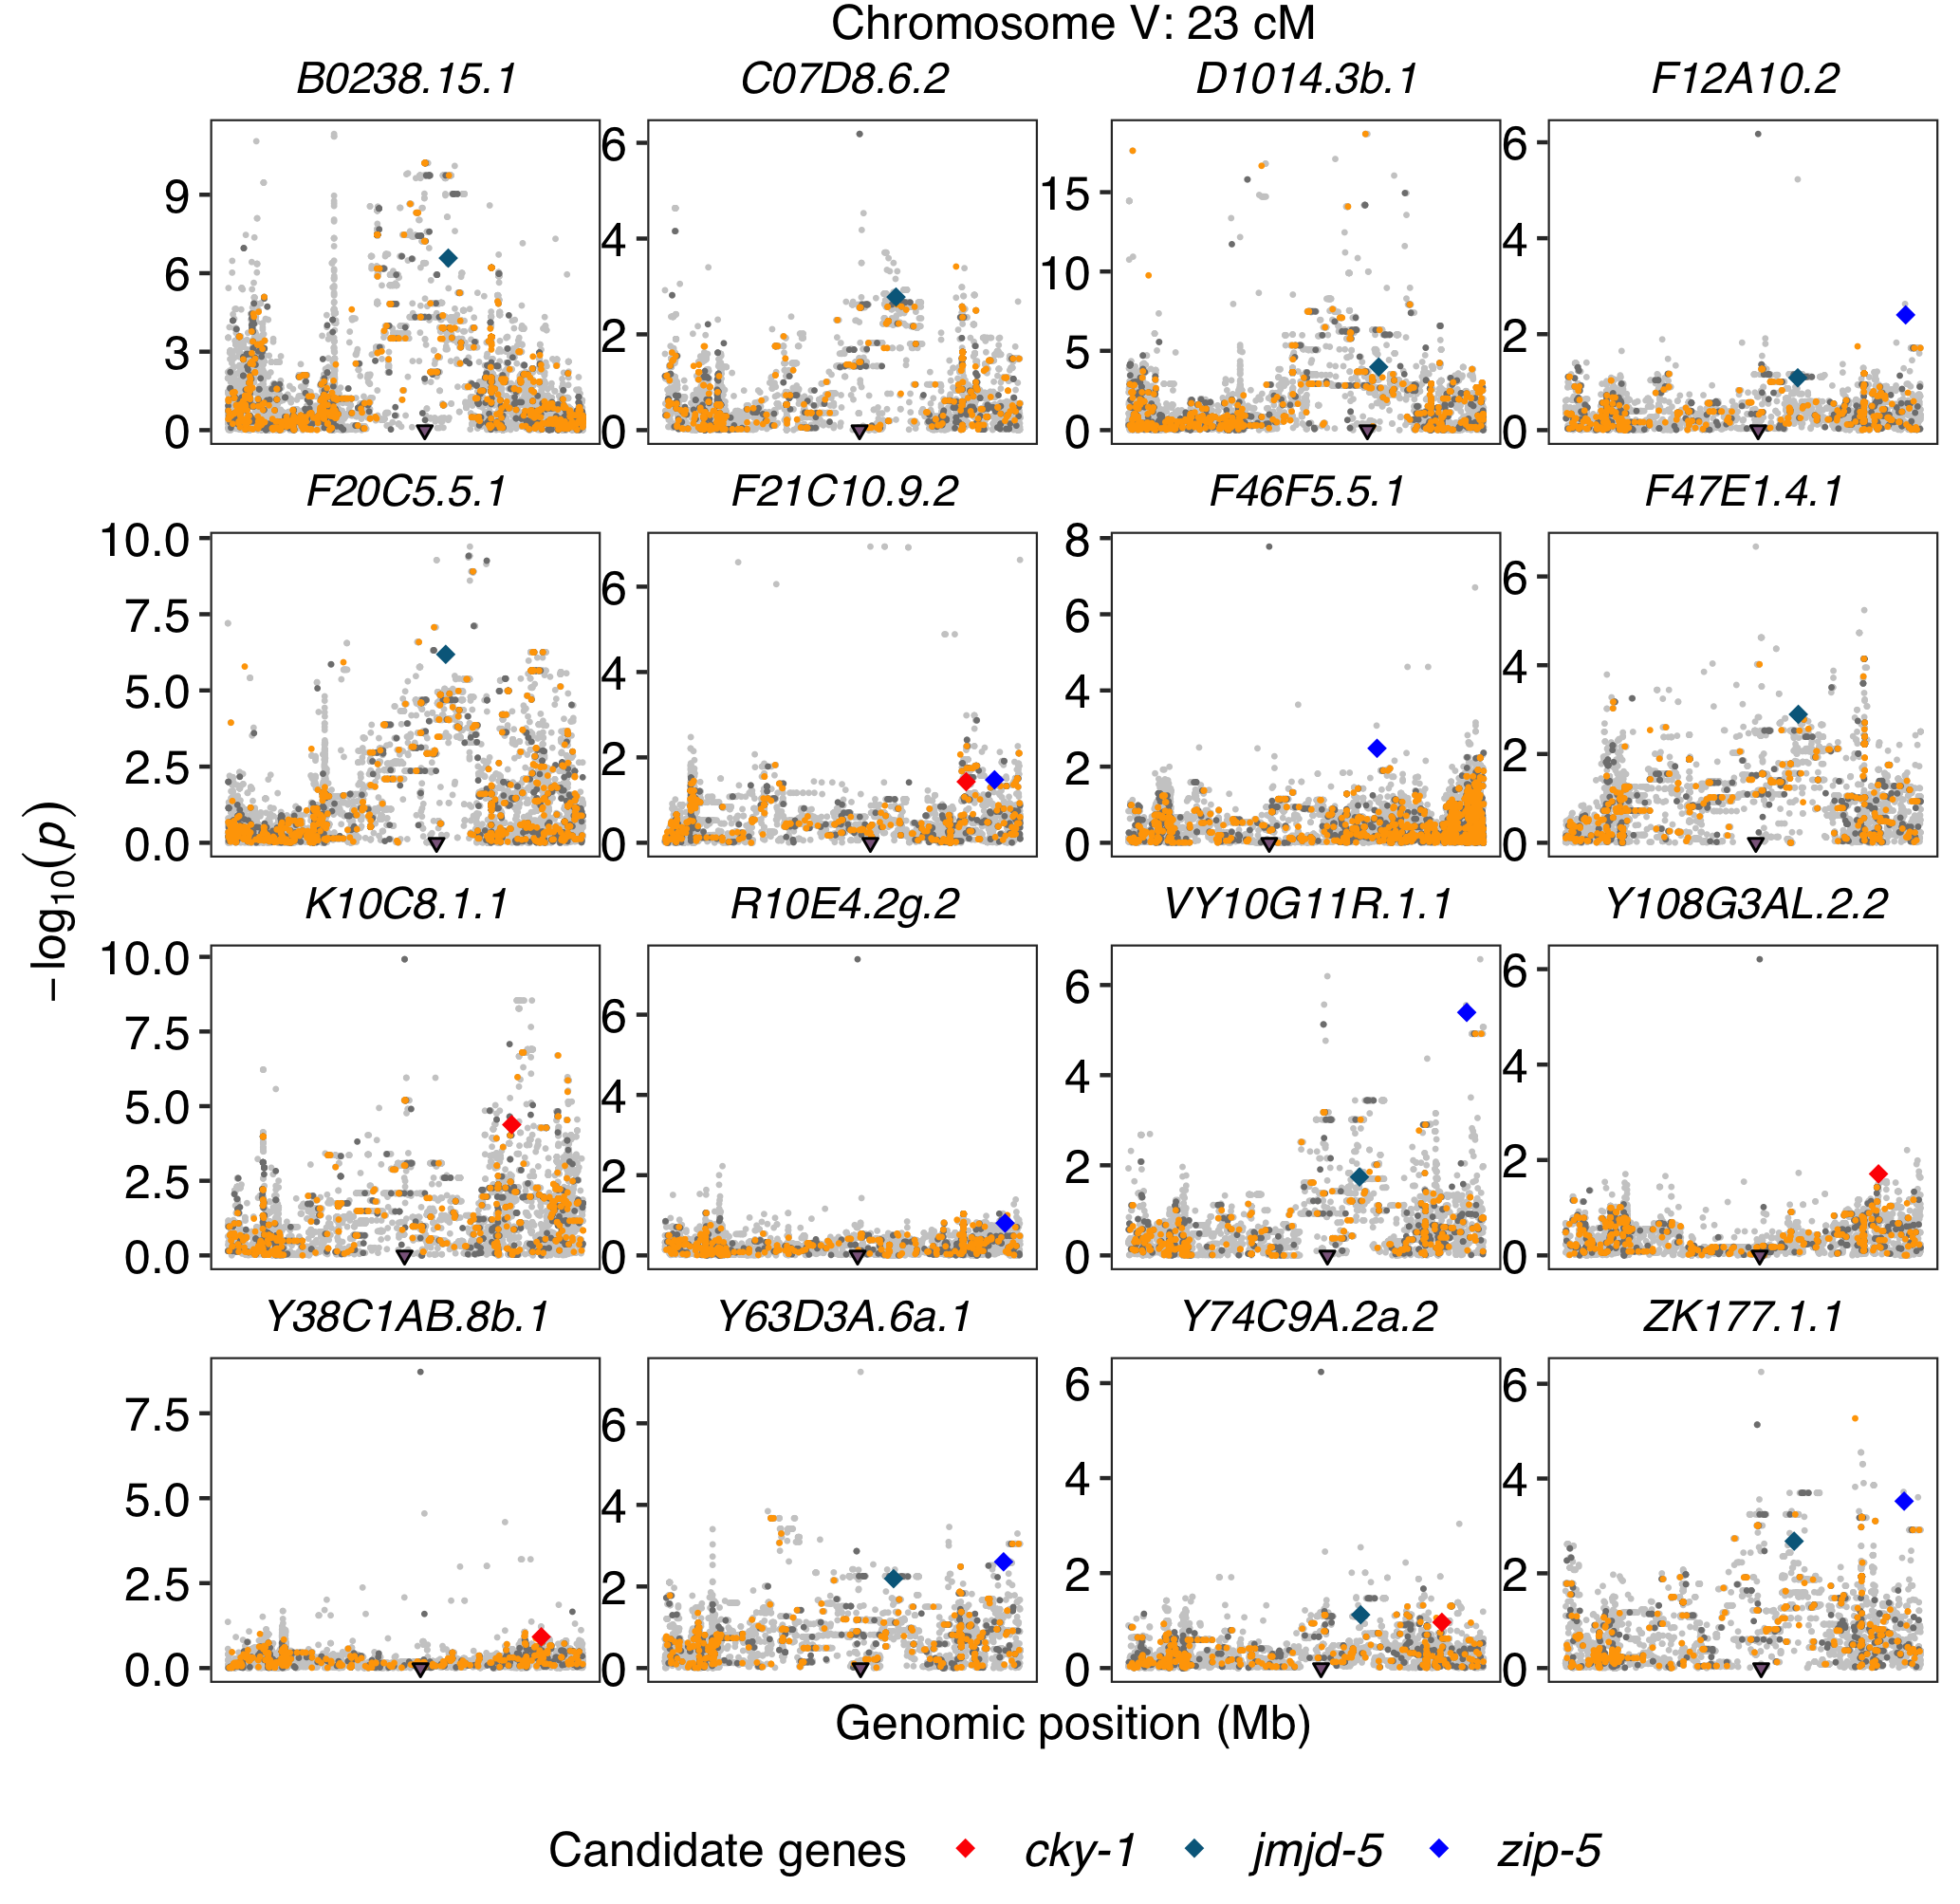 Chromosome V: 23 cM
B0238.15.1 C07D8.6.2 D1014.3b.1 F12A10.2
9 6 3 0
6 4 2 0
15 10 5 0
6 4 2 0
F20C5.5.1 F21C10.9.2 F46F5.5.1 F47E1.4.1
10.0 7.5 5.0 2.5 0.0
6 4 2 0
8 6 4 2 0
6 4 2 0
−log10(p)
K10C8.1.1 R10E4.2g.2 VY10G11R.1.1 Y108G3AL.2.2
10.0 7.5 5.0 2.5 0.0
6 4 2 0
6 4 2 0
6 4 2 0
Y38C1AB.8b.1 Y63D3A.6a.1 Y74C9A.2a.2 ZK177.1.1
7.5 5.0 2.5 0.0
6 4 2 0
6 4 2 0
6 4 2 0
Genomic position (Mb)
Candidate genes cky-1 jmjd-5 zip-5